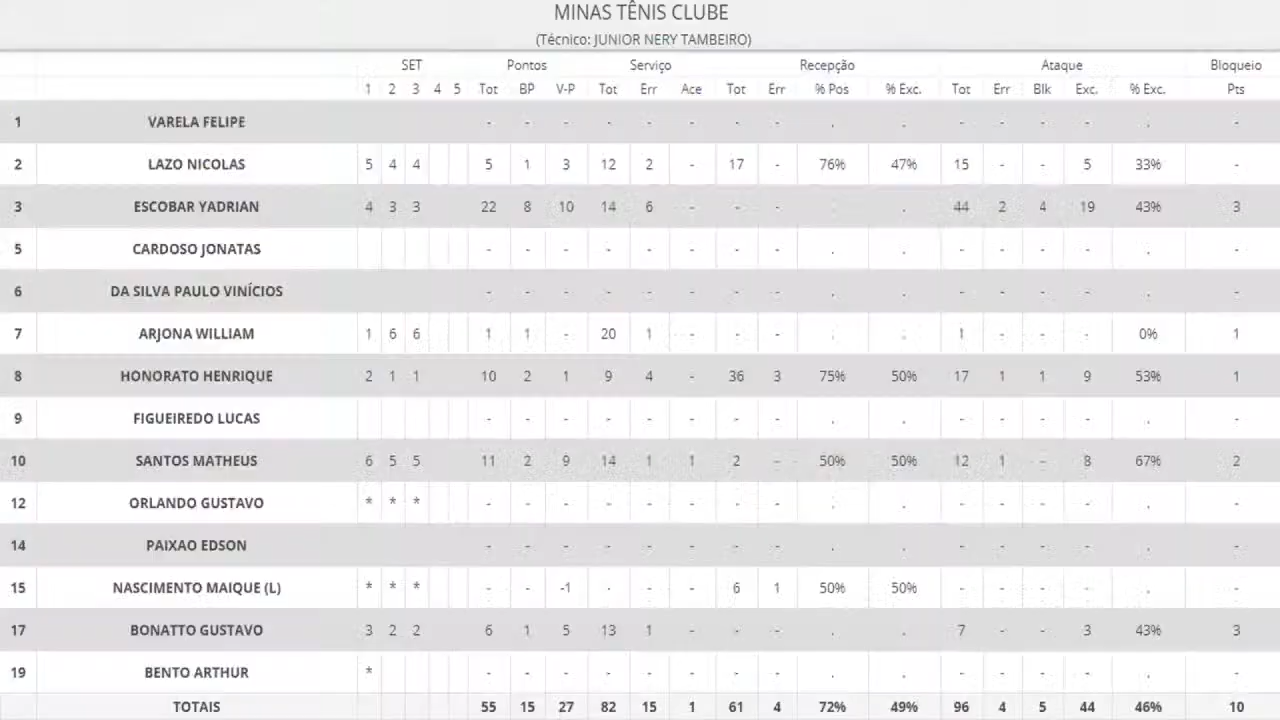 MINAS TÊNIS CLUBE
(Técnico: JUNIOR NERY TAMBEIRO)
SET Pontos Serviço Recepção Ataque Bloqueio
1 2 3 4 5 Tot BP V-P Tot Err Ace Tot Err % Pos % Exc. Tot Err Blk Exc. % Exc. Pts
1 VARELA FELIPE - - - - - - - - . . - - - - . -
2 LAZO NICOLAS 5 4 4 5 1 3 12 2 - 17 - 76% 47% 15 - - 5 33% -
3 ESCOBAR YADRIAN 4 3 3 22 8 10 14 6 - - - . . 44 2 4 19 43% 3
5 CARDOSO JONATAS - - - - - - - - . . - - - - . -
6 DA SILVA PAULO VINÍCIOS - - - - - - - - . . - - - - . -
7 ARJONA WILLIAM 1 6 6 1 1 - 20 1 - - - . . 1 - - - 0% 1
8 HONORATO HENRIQUE 2 1 1 10 2 1 9 4 - 36 3 75% 50% 17 1 1 9 53% 1
9 FIGUEIREDO LUCAS - - - - - - - - . . - - - - . -
10 SANTOS MATHEUS 6 5 5 11 2 9 14 1 1 2 - 50% 50% 12 1 - 8 67% 2
12 ORLANDO GUSTAVO * * * - - - - - - - - . . - - - - . -
14 PAIXAO EDSON - - - - - - - - . . - - - - . -
15 NASCIMENTO MAIQUE (L) * * * - - -1 - - - 6 1 50% 50% - - - - . -
17 BONATTO GUSTAVO 3 2 2 6 1 5 13 1 - - - . . 7 - - 3 43% 3
19 BENTO ARTHUR * - - - - - - - - . . - - - - . -
TOTAIS 55 15 27 82 15 1 61 4 72% 49% 96 4 5 44 46% 10